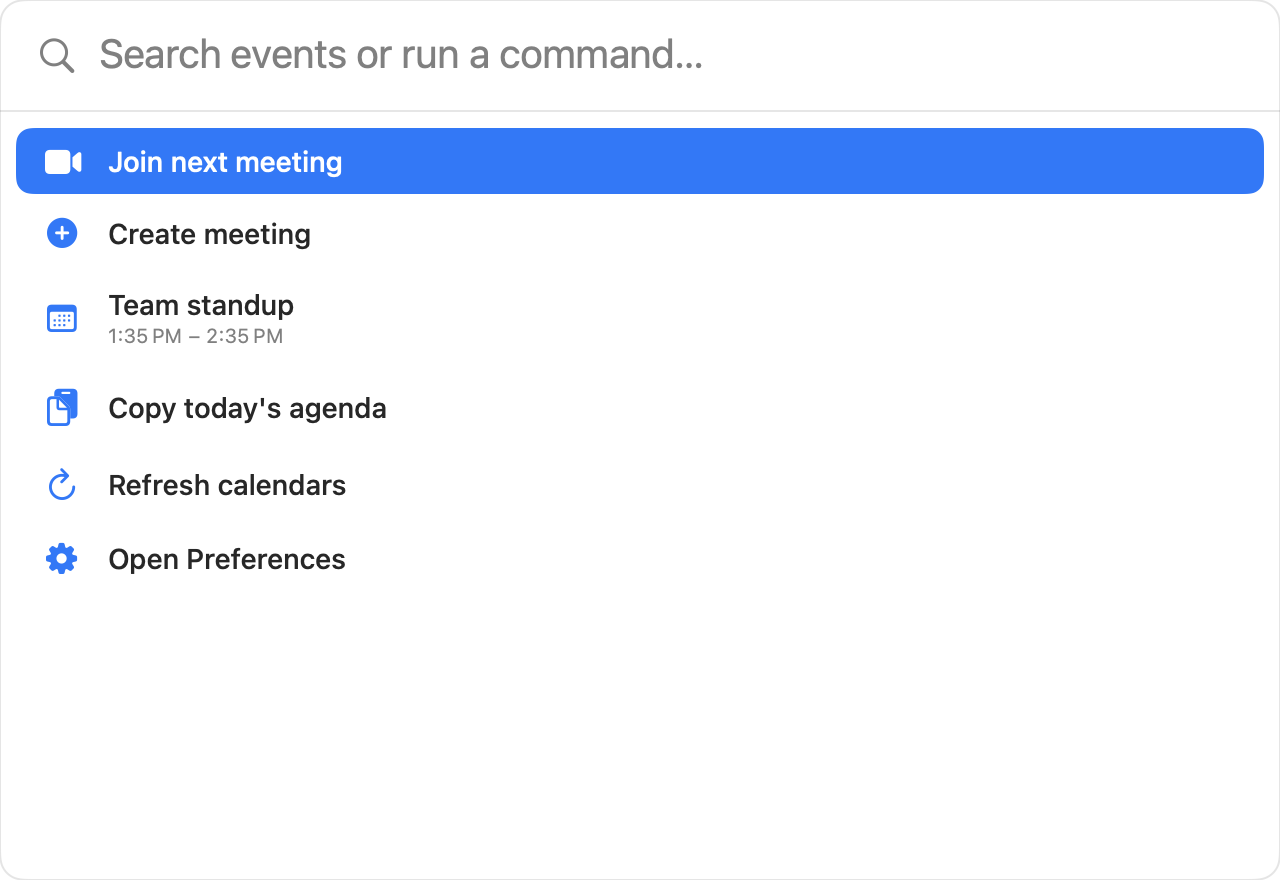 Search events or run a command...
Join next meeting
Create meeting
Team standup
1:35 PM – 2:35 PM
Copy today's agenda
Refresh calendars
Open Preferences